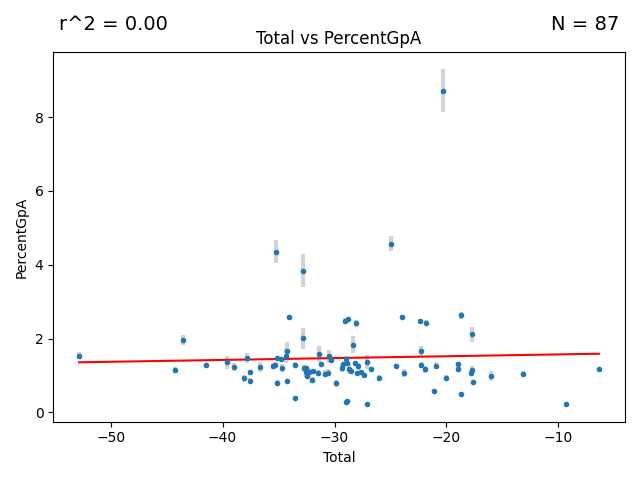 r^2 = 0.00
N = 87
Total vs PercentGpA
PercentGpA
8
6
4
2
0
−50
−40
−30
−20
−10
Total